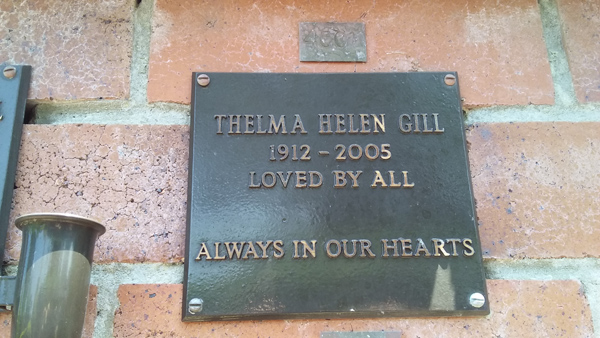 THELMA HELEN GILL
1912 – 2005
LOVED BY ALL
ALWAYS IN OUR HEARTS